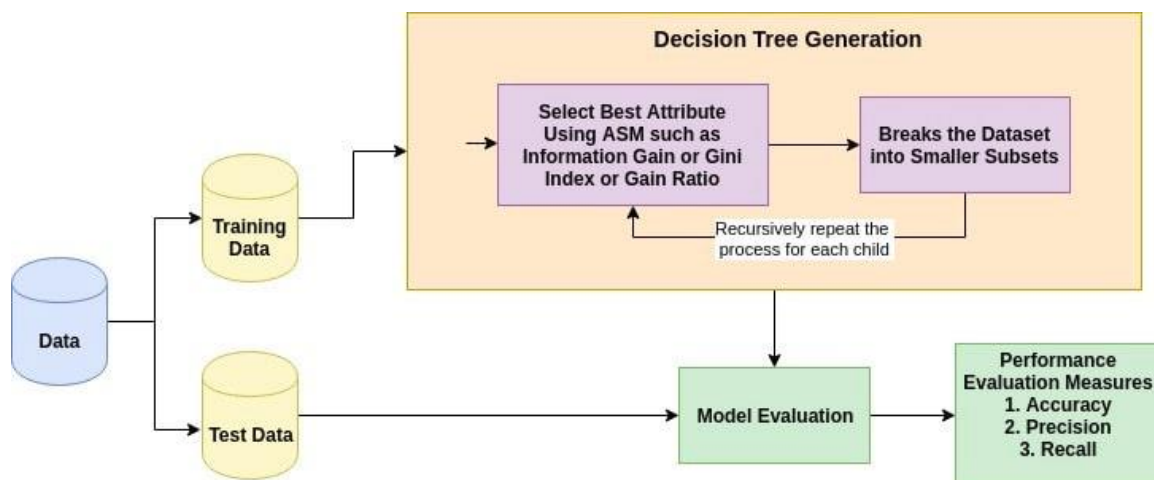 Decision Tree Generation
Select Best Attribute
Using ASM such as
Information Gain or Gini
Index or Gain Ratio
Breaks the Dataset
into Smaller Subsets
Recursively repeat the
process for each child
Training
Data
Data
Test Data
Model Evaluation
Performance
Evaluation Measures
1. Accuracy
2. Precision
3. Recall